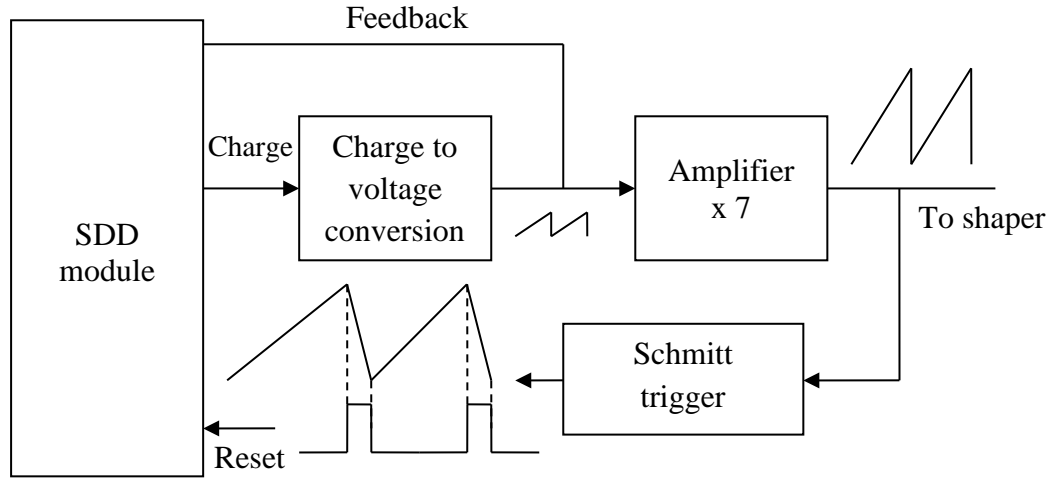 Feedback
Charge
Charge to
voltage
conversion
Amplifier
x 7
To shaper
SDD
module
Schmitt
trigger
Reset